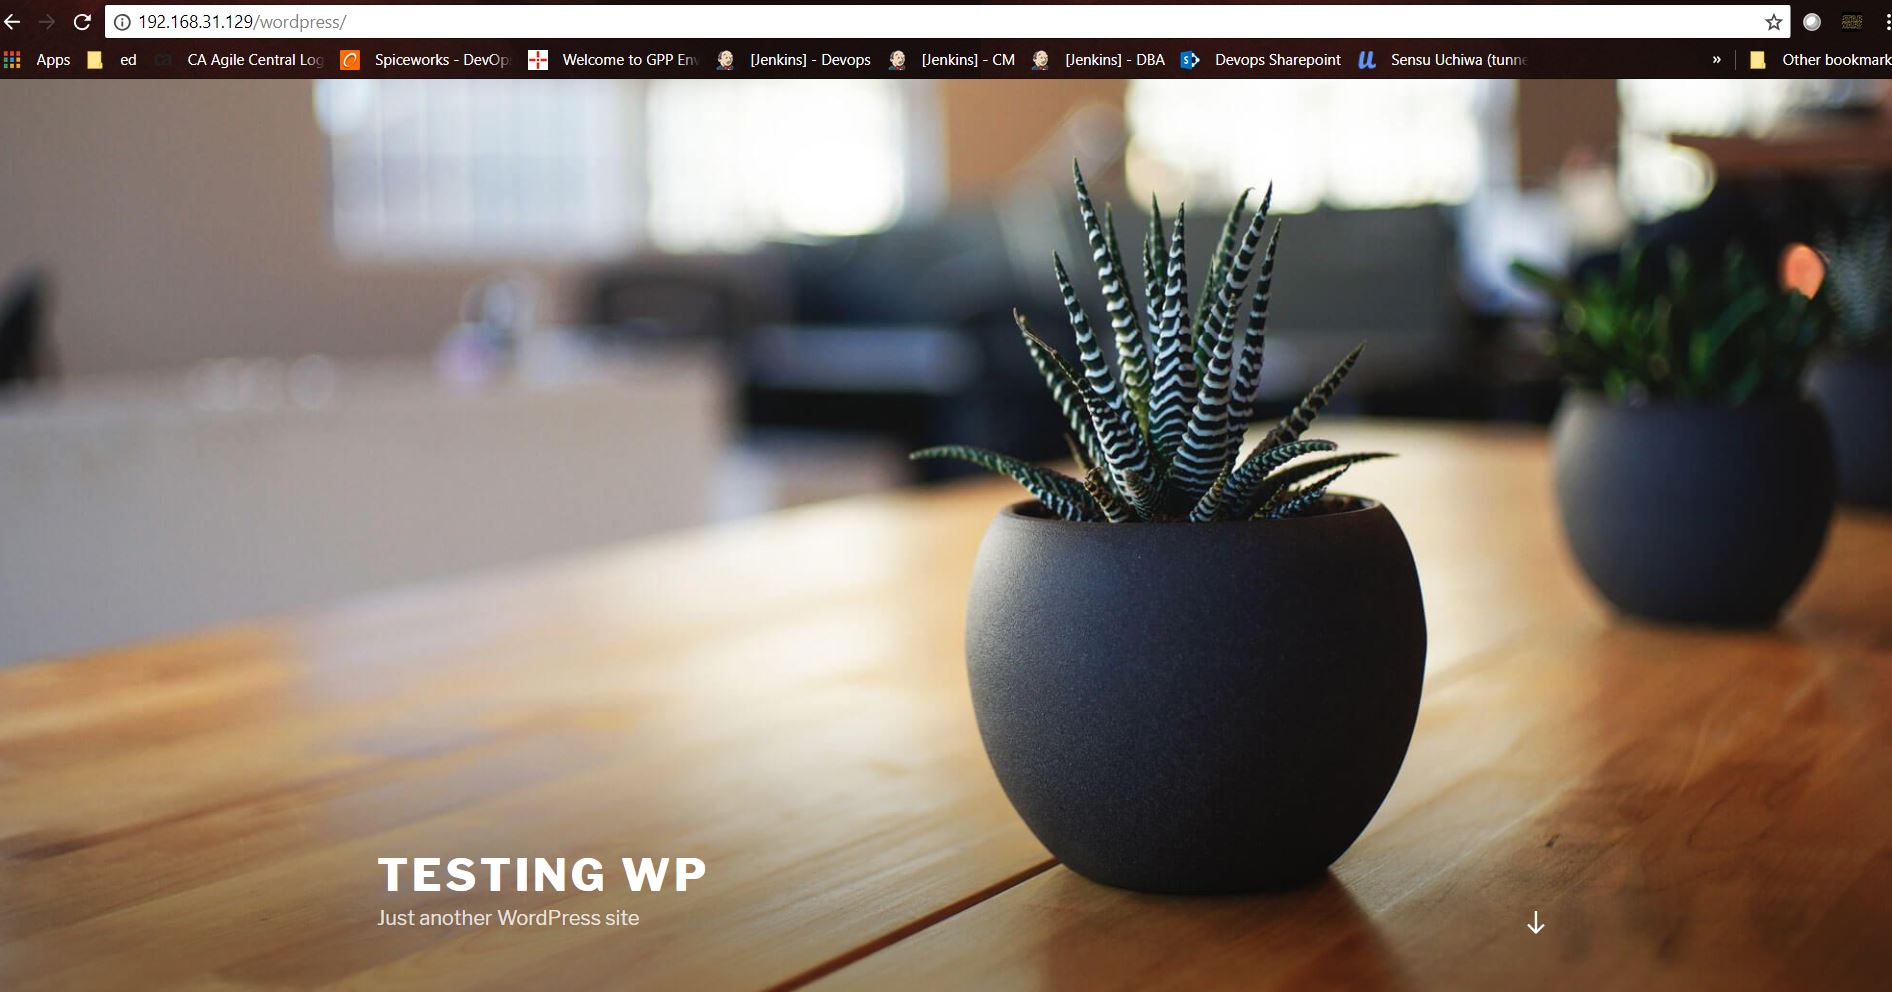 192.168.31.129/wordpress/
Apps ed CA Agile Central Log Spiceworks - DevOp Welcome to GPP En [Jenkins] - Devops [Jenkins] - CM [Jenkins] - DBA Devops Sharepoint Sensu Uchiwa (tunne » Other bookmark
TESTING WP
Just another WordPress site